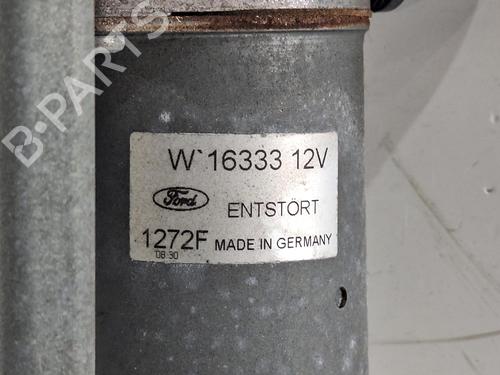 B-PARTS
W`16333 12V
Ford
ENTSTÖRT
1272F MADE IN GERMANY
08 30